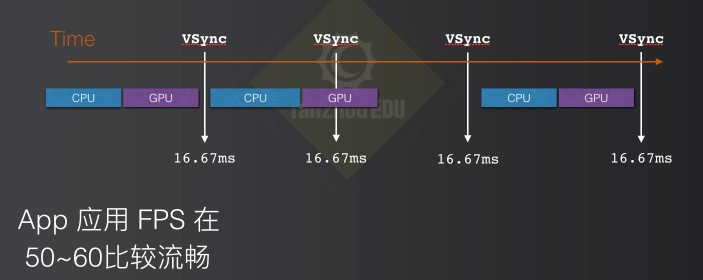 Time VSync VSync VSync VSync
CPU GPU CPU GPU CPU GPU
TanZhou EDU
16.67ms 16.67ms 16.67ms 16.67ms
App 应用 FPS 在
50~60比较流畅